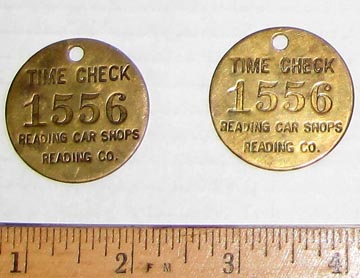 TIME CHECK
1556
READING CAR SHOPS
READING CO.
TIME CHECK
1556
READING CAR SHOPS
READING CO.
1 2 F M 3 4